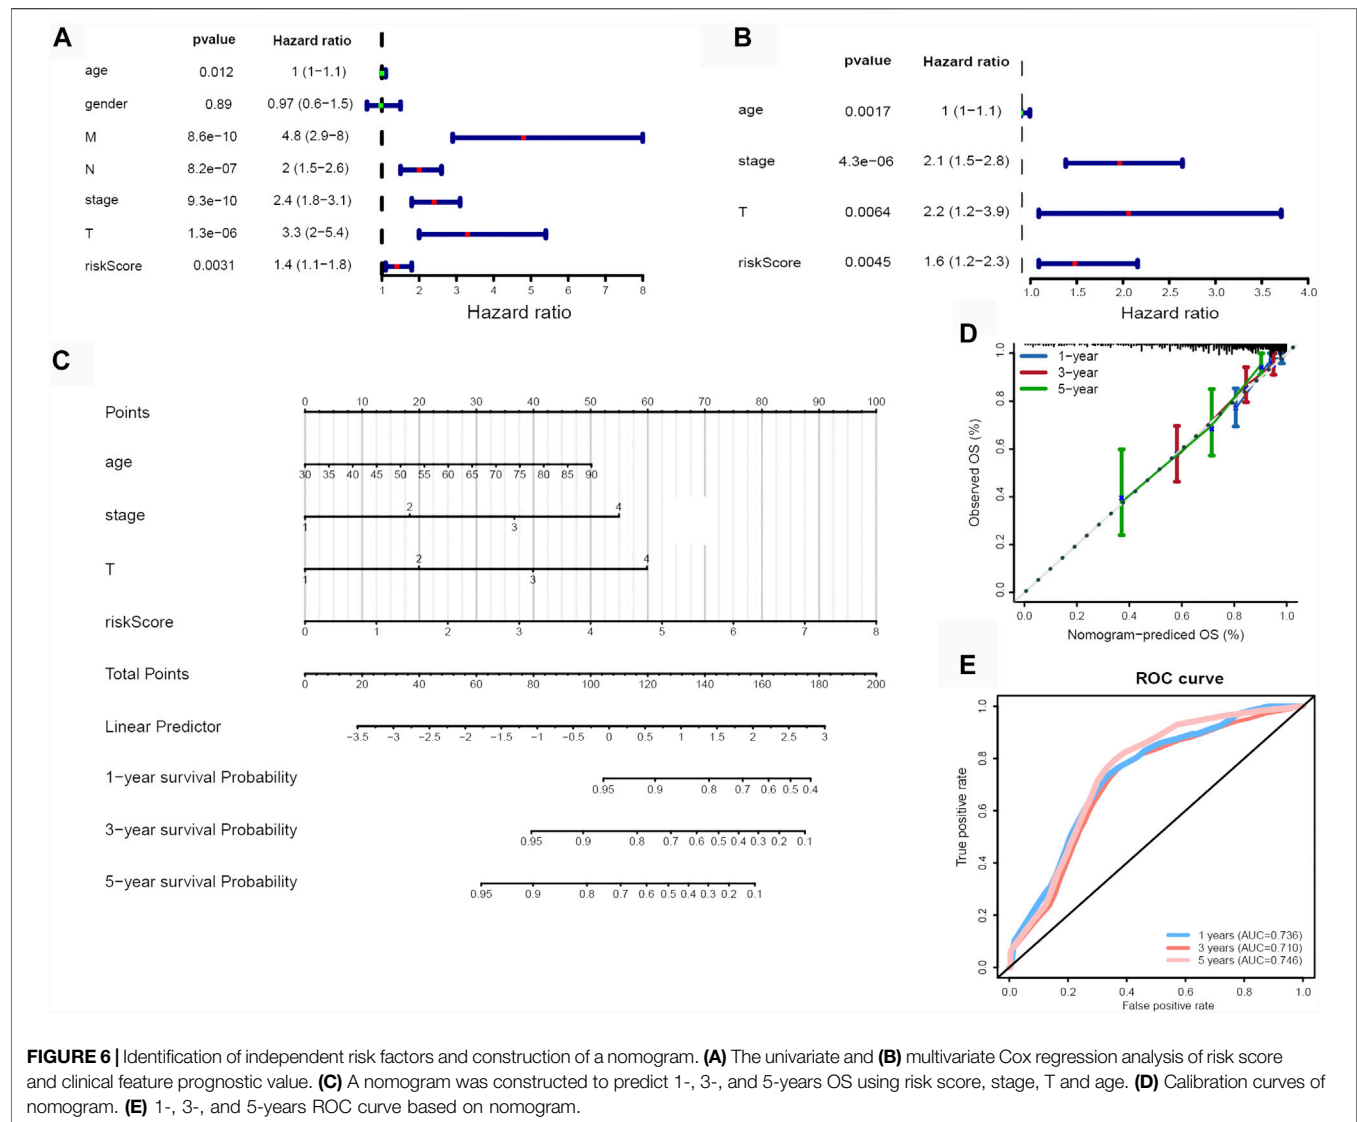 A
pvalue Hazard ratio
age 0.012 1 (1−1.1)
gender 0.89 0.97 (0.6−1.5)
M 8.6e−10 4.8 (2.9−8)
N 8.2e−07 2 (1.5−2.6)
stage 9.3e−10 2.4 (1.8−3.1)
T 1.3e−06 3.3 (2−5.4)
riskScore 0.0031 1.4 (1.1−1.8)
1 2 3 4 5 6 7 8
Hazard ratio
B
pvalue Hazard ratio
age 0.0017 1 (1−1.1)
stage 4.3e−06 2.1 (1.5−2.8)
T 0.0064 2.2 (1.2−3.9)
riskScore 0.0045 1.6 (1.2−2.3)
1.0 1.5 2.0 2.5 3.0 3.5 4.0
Hazard ratio
C
Points 0 10 20 30 40 50 60 70 80 90 100
age 30 35 40 45 50 55 60 65 70 75 80 85 90
stage 1 2 3 4
T 1 2 3 4
riskScore 0 1 2 3 4 5 6 7 8
Total Points 0 20 40 60 80 100 120 140 160 180 200
Linear Predictor −3.5 −3 −2.5 −2 −1.5 −1 −0.5 0 0.5 1 1.5 2 2.5 3
1−year survival Probability 0.95 0.9 0.8 0.7 0.6 0.5 0.4
3−year survival Probability 0.95 0.9 0.8 0.7 0.6 0.5 0.4 0.3 0.2 0.1
5−year survival Probability 0.95 0.9 0.8 0.7 0.6 0.5 0.4 0.3 0.2 0.1
D
1-year
3-year
5-year
Observed OS (%)
0.0 0.2 0.4 0.6 0.8 1.0
0.0 0.2 0.4 0.6 0.8 1.0
Nomogram−prediced OS (%)
E
ROC curve
True positive rate
0.0 0.2 0.4 0.6 0.8 1.0
1 years (AUC=0.736)
3 years (AUC=0.710)
5 years (AUC=0.746)
0.0 0.2 0.4 0.6 0.8 1.0
False positive rate
FIGURE 6 | Identification of independent risk factors and construction of a nomogram. (A) The univariate and (B) multivariate Cox regression analysis of risk score
and clinical feature prognostic value. (C) A nomogram was constructed to predict 1-, 3-, and 5-years OS using risk score, stage, T and age. (D) Calibration curves of
nomogram. (E) 1-, 3-, and 5-years ROC curve based on nomogram.